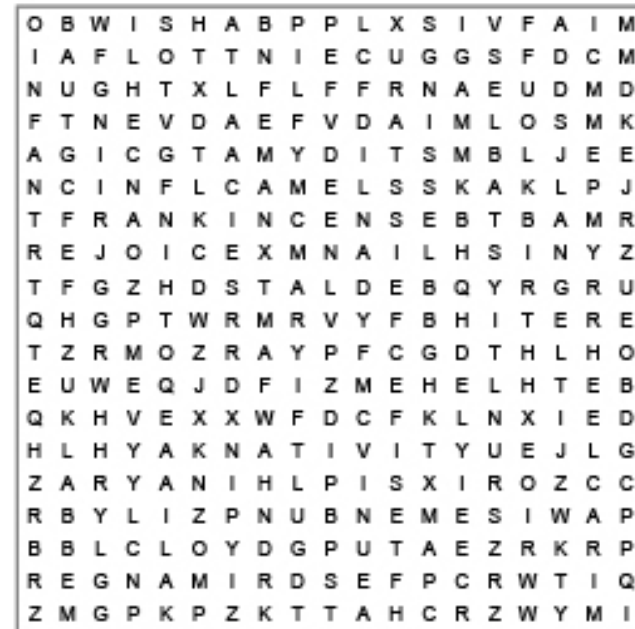 O B W I S H A B P P L X S I V F A I M
I A F L O T T N I E C U G G S F D C M
N U G H T X L F L F F R N A E U D M D
F T N E V D A E F V D A I M L O S M K
A G I C G T A M Y D I T S M B L J E E
N C I N F L C A M E L S S K A K L P J
T F R A N K I N C E N S E B T B A M R
R E J O I C E X M N A I L H S I N Y Z
T F G Z H D S T A L D E B Q Y R G R U
Q H G P T W R M R V Y F B H I T E R E
T Z R M O Z R A Y P F C G D T H L H O
E U W E Q J D F I Z M E H E L H T E B
Q K H V E X X W F D C F K L N X I E D
H L H Y A K N A T I V I T Y U E J L G
Z A R Y A N I H L P I S X I R O Z C C
R B Y L I Z P N U B N E M E S I W A P
B B L C L O Y D G P U T A E Z R K R P
R E G N A M I R D S E F P C R W T I Q
Z M G P K P Z K T T A H C R Z W Y M I